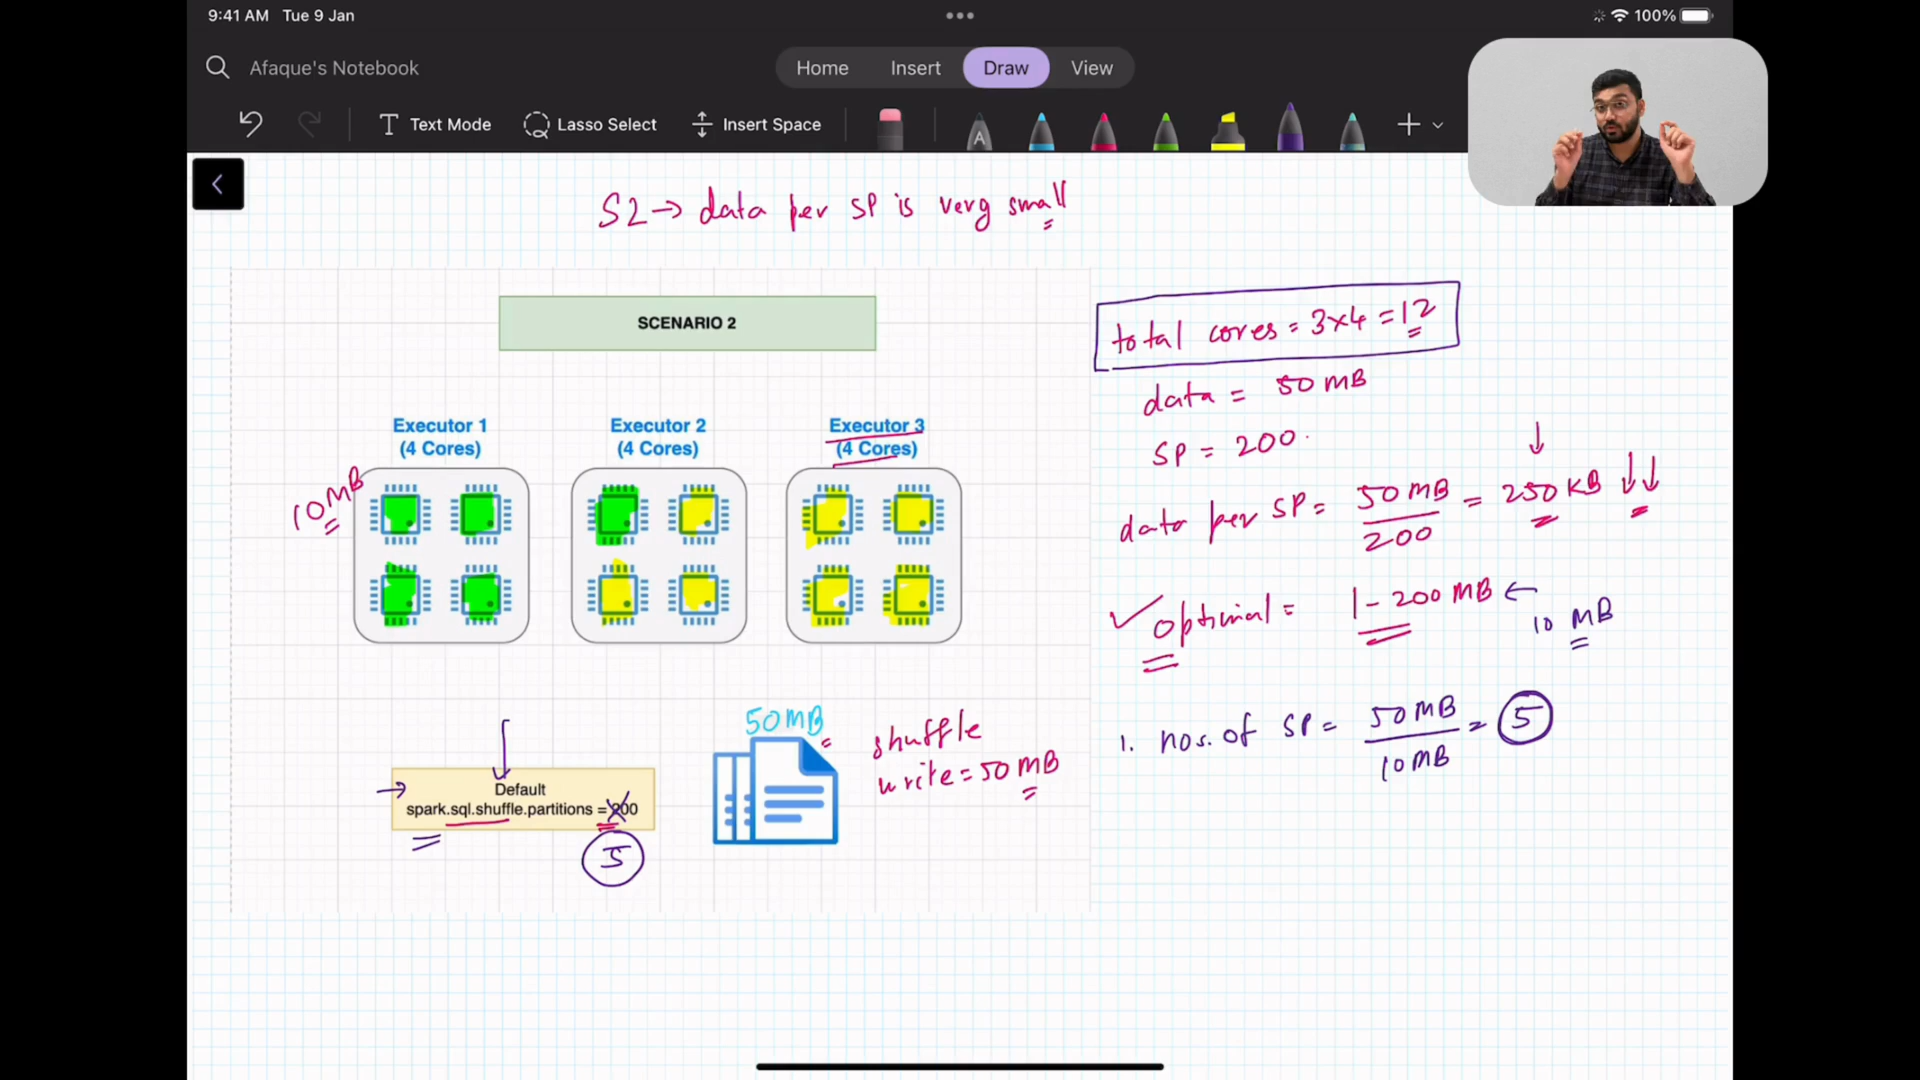 9:41 AM Tue 9 Jan
100%
Afaque's Notebook
Home Insert Draw View
Text Mode
Lasso Select
Insert Space
A
S2 → data per SP is very small
SCENARIO 2
Executor 1
(4 Cores)
Executor 2
(4 Cores)
Executor 3
(4 Cores)
10MB
Default
spark.sql.shuffle.partitions = 200
5
50MB
shuffle
write = 50 MB
total cores = 3x4 = 12
data = 50 MB
SP = 200
data per SP = 50 MB / 200 = 250 KB ↓↓
✓ optimal = 1 - 200 MB ←
10 MB
1. nos. of SP = 50 MB / 10 MB = 5